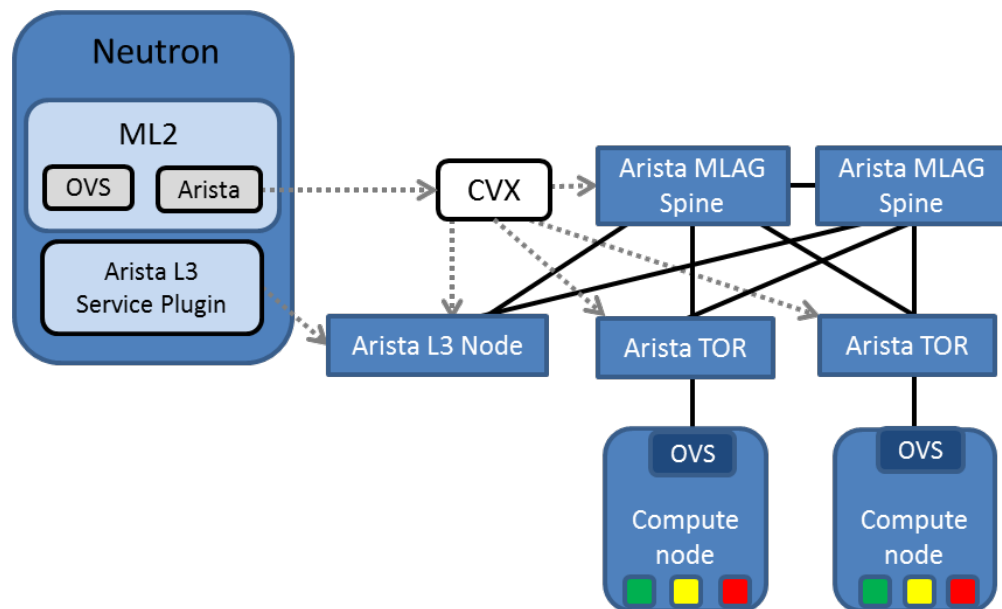 Neutron
ML2
OVS
Arista
Arista L3
Service Plugin
CVX
Arista MLAG
Spine
Arista MLAG
Spine
Arista L3 Node
Arista TOR
Arista TOR
OVS
Compute
node
OVS
Compute
node